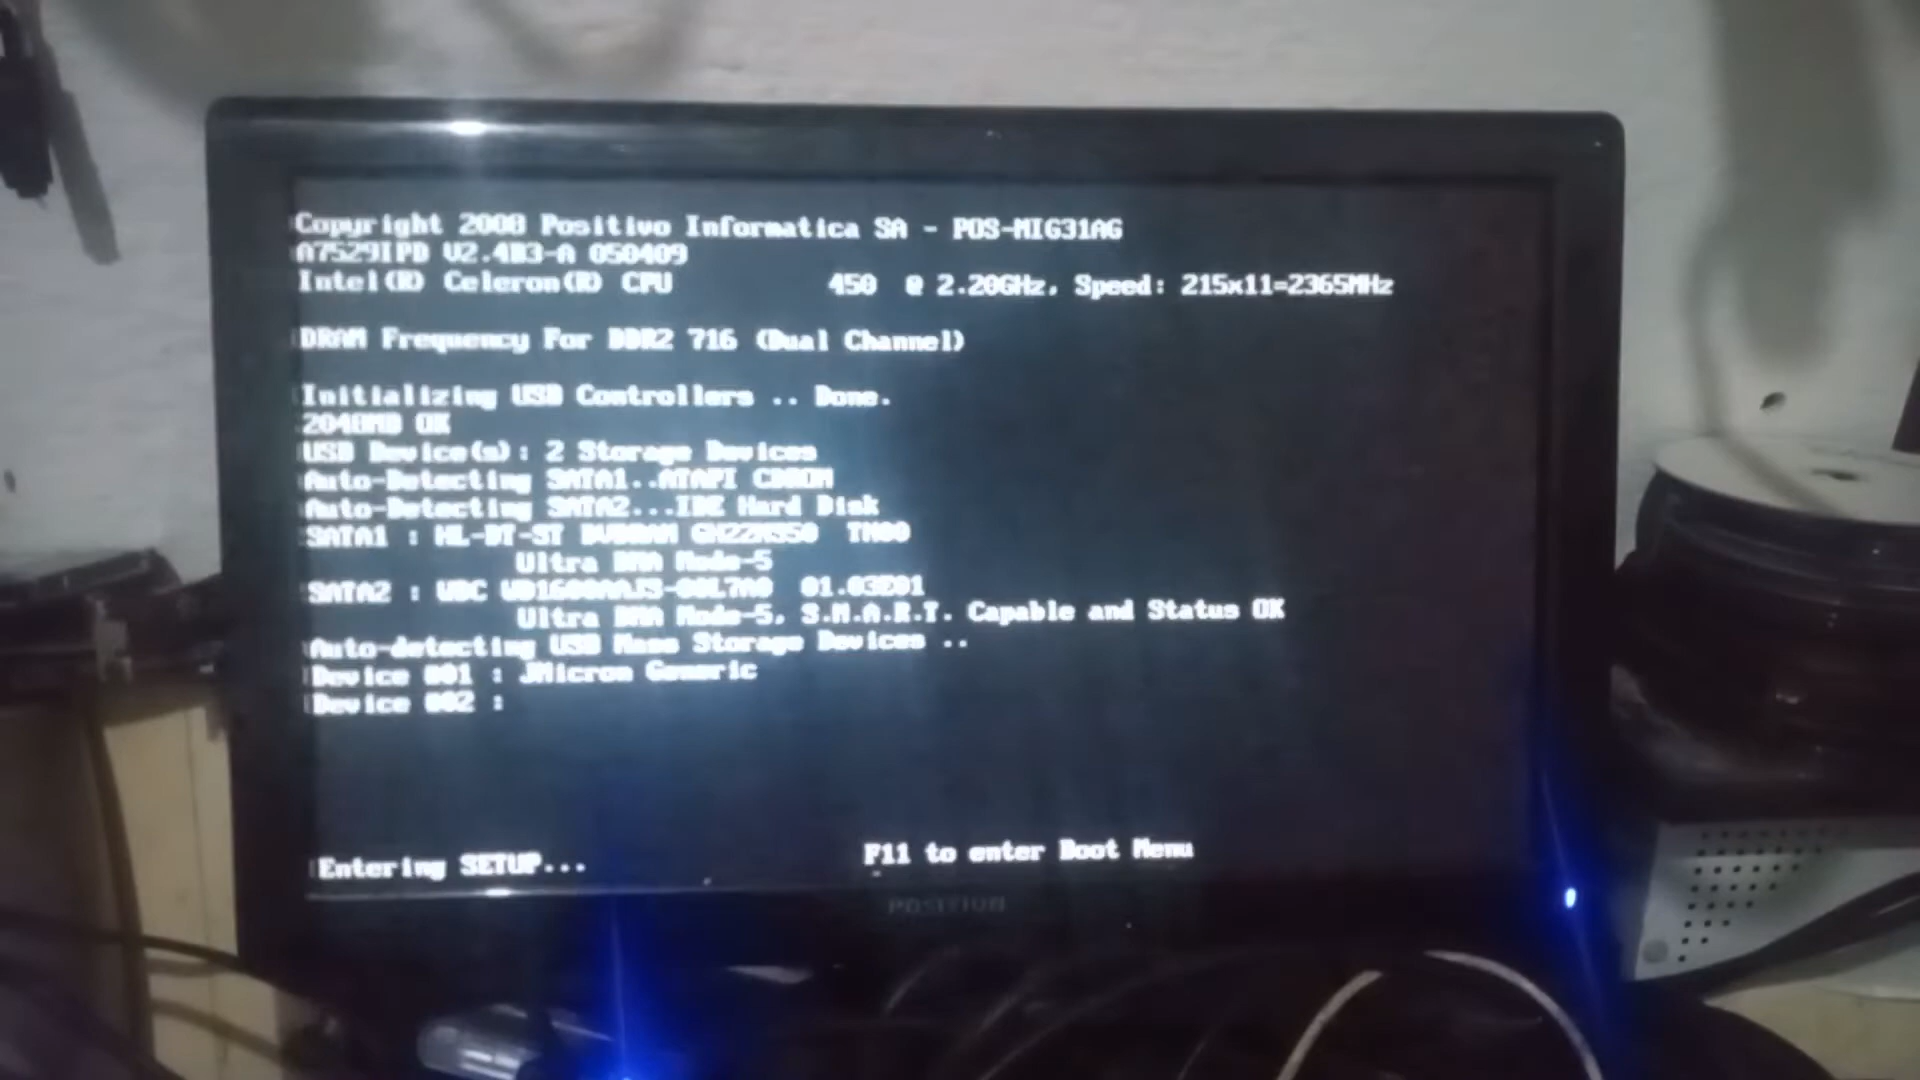 Copyright 2008 Positivo Informatica SA - POS-MIG31AG
A7529IPD V2.4B3-A 050409
Intel(R) Celeron(R) CPU 450 @ 2.20GHz, Speed: 215x11=2365MHz
DRAM Frequency For DDR2 716 (Dual Channel)
Initializing USB Controllers .. Done.
2048MB OK
USB Device(s): 2 Storage Devices
Auto-Detecting SATA1..ATAPI CDROM
Auto-Detecting SATA2...IDE Hard Disk
SATA1 : HL-DT-ST DVDRAM TM00
Ultra DMA Mode-5
SATA2 : WDC WD1600AAJS-00L7A0 01.03E01
Ultra DMA Mode-5, S.M.A.R.T. Capable and Status OK
Auto-detecting USB Mass Storage Devices ..
Device #01 : JMicron Generic
Device #02 :
Entering SETUP... F11 to enter Boot Menu
POSITIVO